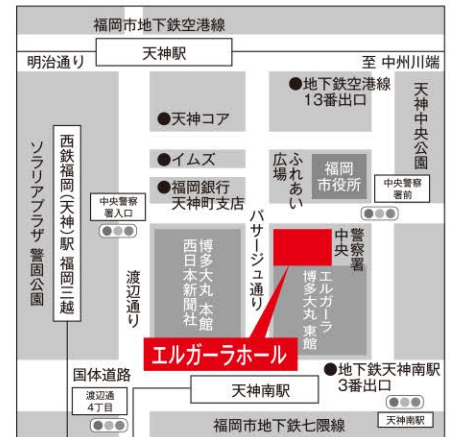 福岡市地下鉄空港線
天神駅
明治通り
至 中州川端
●地下鉄空港線
13番出口
天神中央公園
●天神コア
●イムズ
●福岡銀行
天神町支店
ふれあい
広場
福岡
市役所
中央警察
署前
ソラリアプラザ 警固公園
西鉄福岡(天神)駅 福岡三越
中央警察
署入口
渡辺通り
博多大丸 本館
西日本新聞社
パサージュ通り
中央
警察署
エルガーラ
博多大丸 東館
エルガーラホール
国体道路
渡辺通
4丁目
天神南駅
●地下鉄天神南駅
3番出口
天神南駅
福岡市地下鉄七隈線